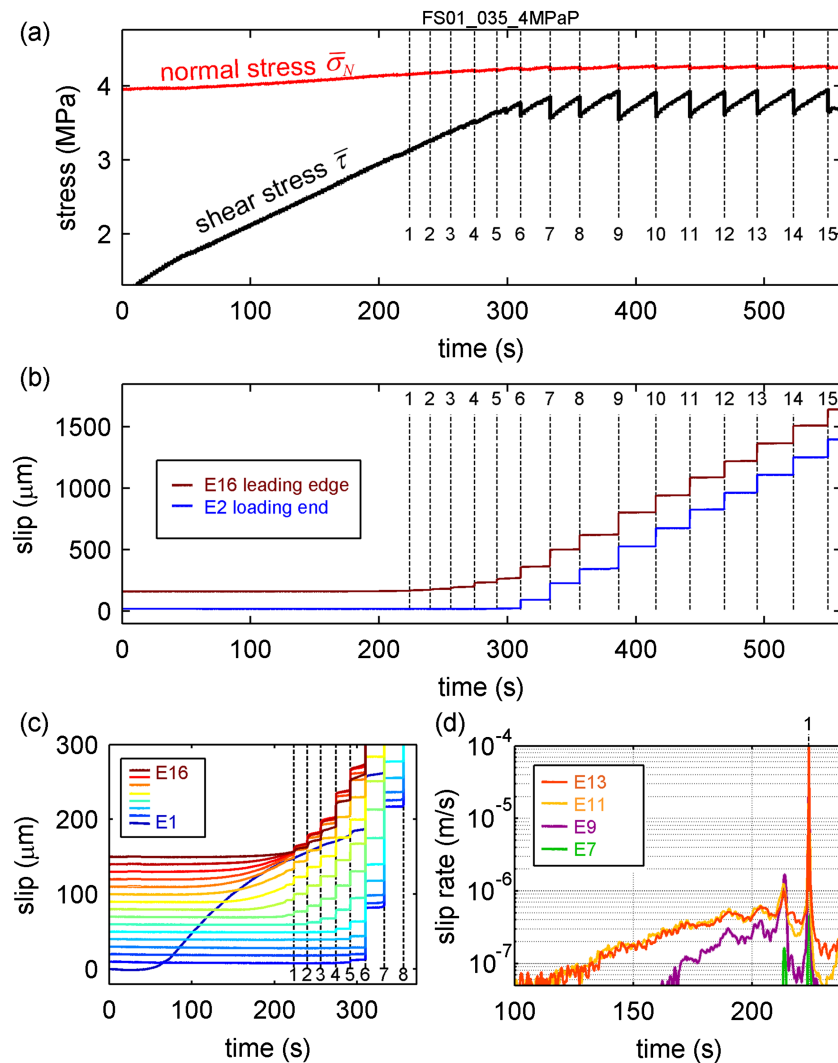 FS01_035_4MPaP
(a)
normal stress σ̅_N
shear stress τ̅
stress (MPa)
4
3
2
1 2 3 4 5 6 7 8 9 10 11 12 13 14 15
0 100 200 300 400 500
time (s)
(b)
1 2 3 4 5 6 7 8 9 10 11 12 13 14 15
slip (μm)
1500
1000
500
0
E16 leading edge
E2 loading end
0 100 200 300 400 500
time (s)
(c)
slip (μm)
300
200
100
0
E16
E1
1 2 3 4 5 6 7 8
0 100 200 300
time (s)
(d)
1
slip rate (m/s)
10⁻⁴
10⁻⁵
10⁻⁶
10⁻⁷
E13
E11
E9
E7
100 150 200
time (s)